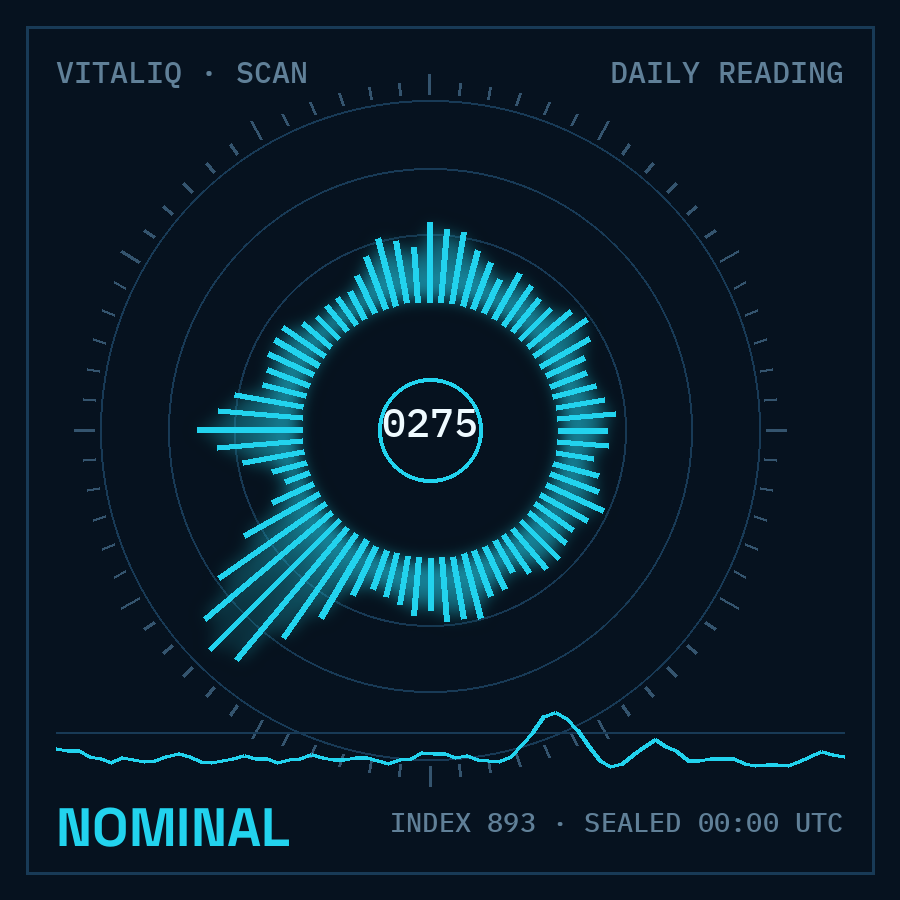 VITALIQ · SCAN
DAILY READING
0275
NOMINAL
INDEX 893 · SEALED 00:00 UTC